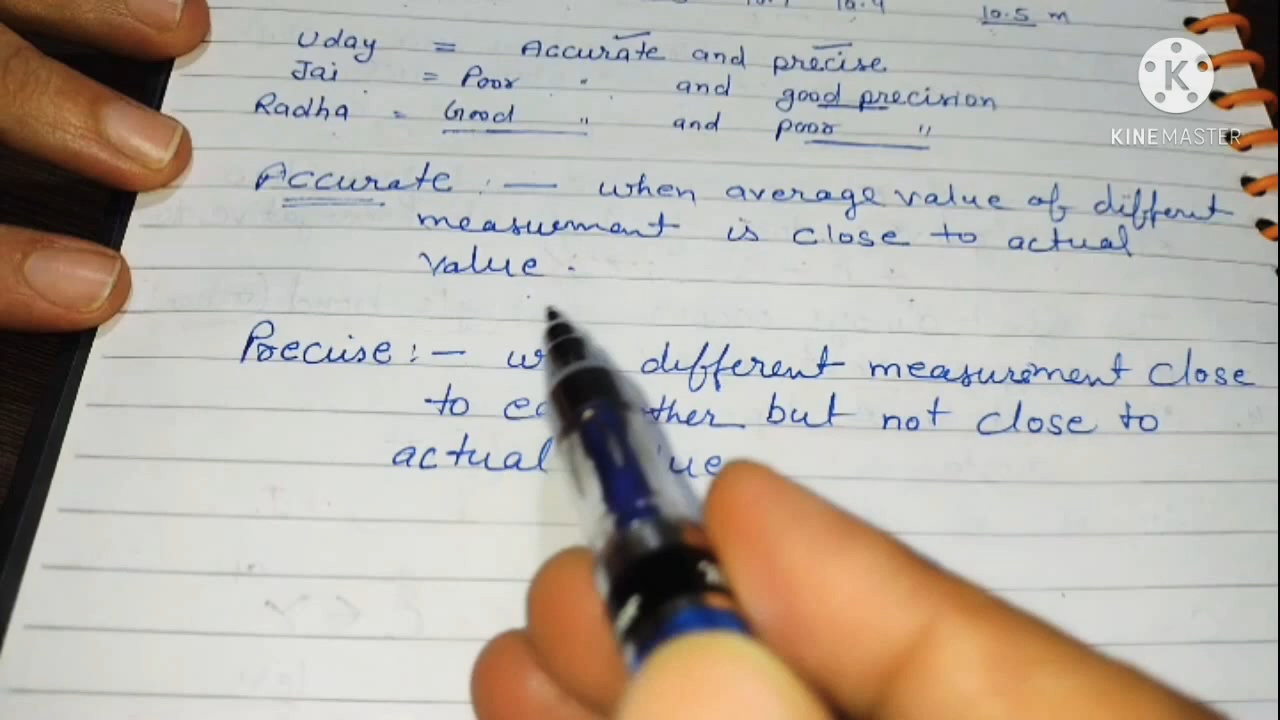 10.5 m
Uday = Accurate and precise
Jai = Poor " and good precision
Radha = Good " and poor "
Accurate :— when average value of different
measurement is close to actual
value.
Precise :— different measurement close
to but not close to
actual
KINEMASTER